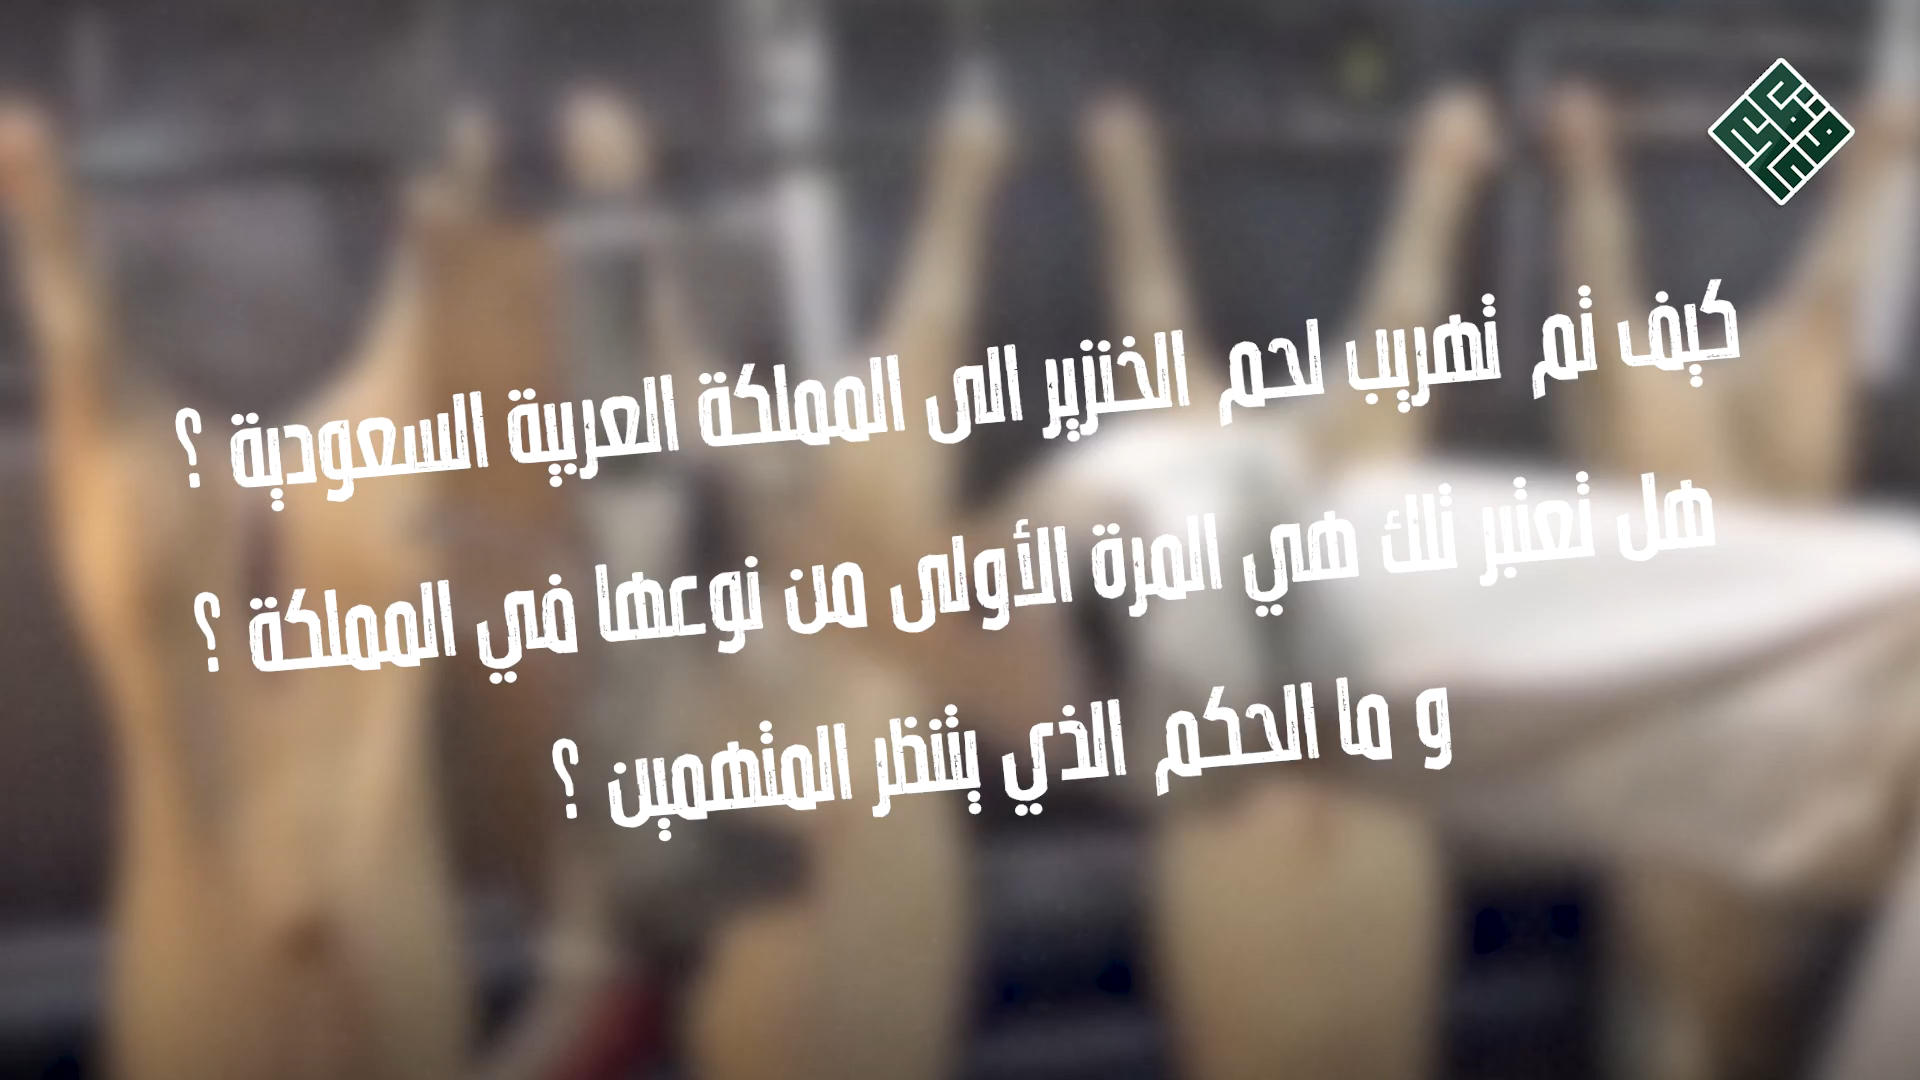 كيف تم تهريب لحم الخنزير الى المملكة العربية السعودية ؟
هل تعتبر تلك هي المرة الأولى من نوعها في المملكة ؟
و ما الحكم الذي ينتظر المتهمين ؟